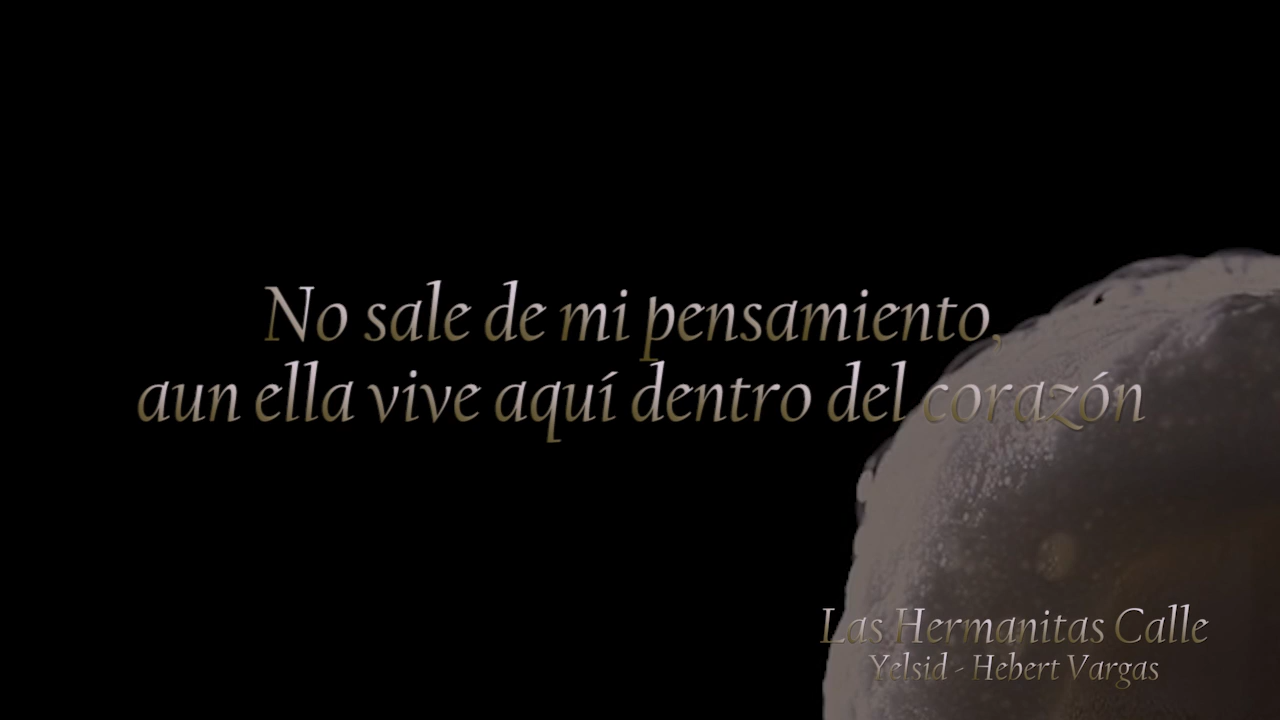 No sale de mi pensamiento,
aun ella vive aquí dentro del corazón
Las Hermanitas Calle
Yelsid - Hebert Vargas